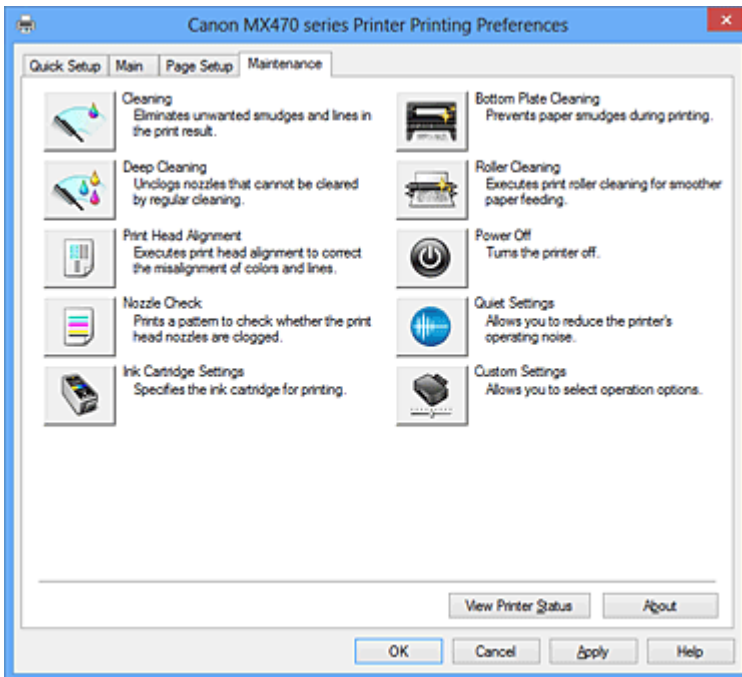 Canon MX470 series Printer Printing Preferences
Quick Setup Main Page Setup Maintenance
Cleaning
Eliminates unwanted smudges and lines in
the print result.
Bottom Plate Cleaning
Prevents paper smudges during printing.
Deep Cleaning
Unclogs nozzles that cannot be cleared
by regular cleaning.
Roller Cleaning
Executes print roller cleaning for smoother
paper feeding.
Print Head Alignment
Executes print head alignment to correct
the misalignment of colors and lines.
Power Off
Turns the printer off.
Nozzle Check
Prints a pattern to check whether the print
head nozzles are clogged.
Quiet Settings
Allows you to reduce the printer's
operating noise.
Ink Cartridge Settings
Specifies the ink cartridge for printing.
Custom Settings
Allows you to select operation options.
View Printer Status About
OK Cancel Apply Help